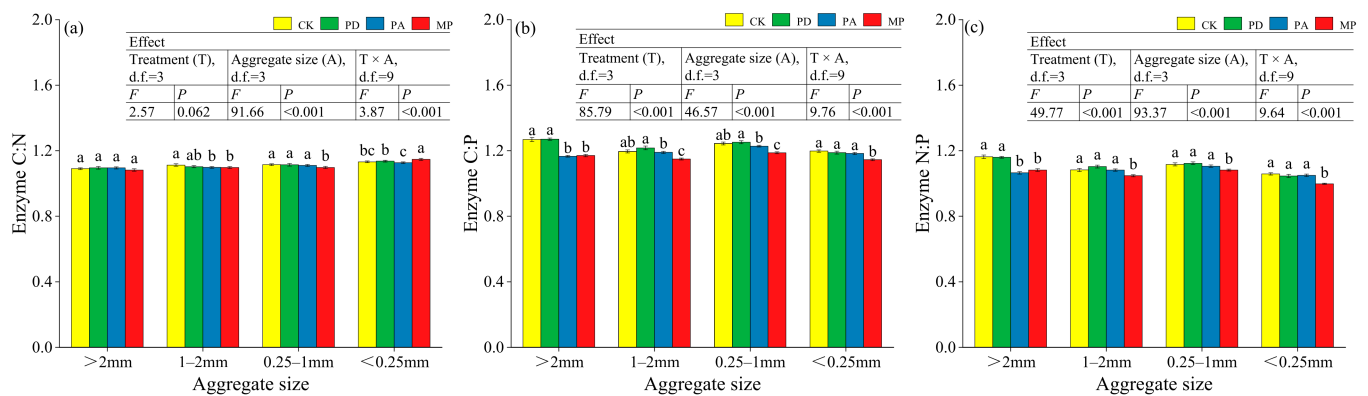 (a)
CK PD PA MP
Effect
Treatment (T), d.f.=3 Aggregate size (A), d.f.=3 T × A, d.f.=9
F P F P F P
2.57 0.062 91.66 <0.001 3.87 <0.001
Enzyme C:N
2.0
1.6
1.2
0.8
0.4
0.0
a a a a
a ab b b
a a a b
bc b c a
>2mm 1–2mm 0.25–1mm <0.25mm
Aggregate size
(b)
CK PD PA MP
Effect
Treatment (T), d.f.=3 Aggregate size (A), d.f.=3 T × A, d.f.=9
F P F P F P
85.79 <0.001 46.57 <0.001 9.76 <0.001
Enzyme C:P
2.0
1.6
1.2
0.8
0.4
0.0
a a b b
ab a b c
ab a b c
a a a b
>2mm 1–2mm 0.25–1mm <0.25mm
Aggregate size
(c)
CK PD PA MP
Effect
Treatment (T), d.f.=3 Aggregate size (A), d.f.=3 T × A, d.f.=9
F P F P F P
49.77 <0.001 93.37 <0.001 9.64 <0.001
Enzyme N:P
2.0
1.6
1.2
0.8
0.4
0.0
a a b b
a a a b
a a a b
a a a b
>2mm 1–2mm 0.25–1mm <0.25mm
Aggregate size